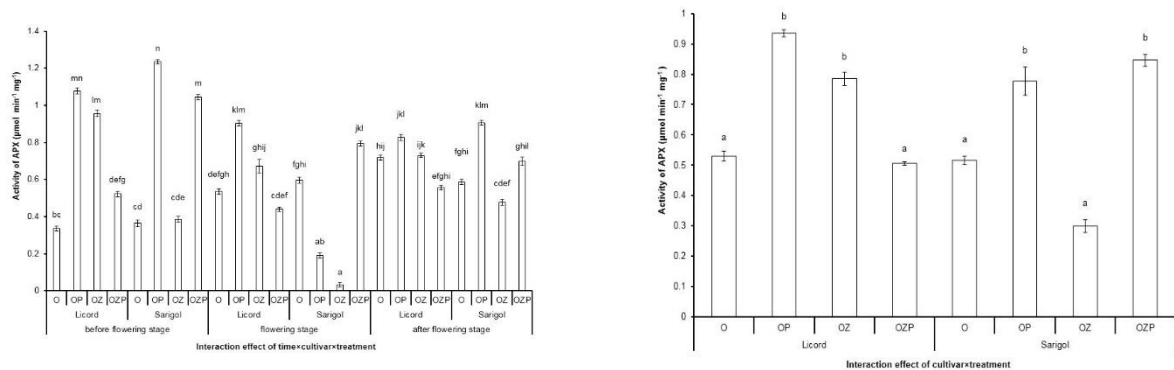 Activity of APX (µmol min⁻¹ mg⁻¹)
1.4
1.2
1
0.8
0.6
0.4
0.2
0
bc
mn
lm
defg
cd
n
cde
m
defgh
klm
ghij
cdef
fghi
ab
a
jkl
hij
jkl
ijk
efghi
fghi
klm
cdef
ghil
O OP OZ OZP O OP OZ OZP O OP OZ OZP O OP OZ OZP O OP OZ OZP O OP OZ OZP
Licord Sarigol Licord Sarigol Licord Sarigol
before flowering stage flowering stage after flowering stage
Interaction effect of time×cultivar×treatment
Activity of APX (µmol min⁻¹ mg⁻¹)
1
0.9
0.8
0.7
0.6
0.5
0.4
0.3
0.2
0.1
0
a
b
b
a
a
b
a
b
O OP OZ OZP O OP OZ OZP
Licord Sarigol
Interaction effect of cultivar×treatment